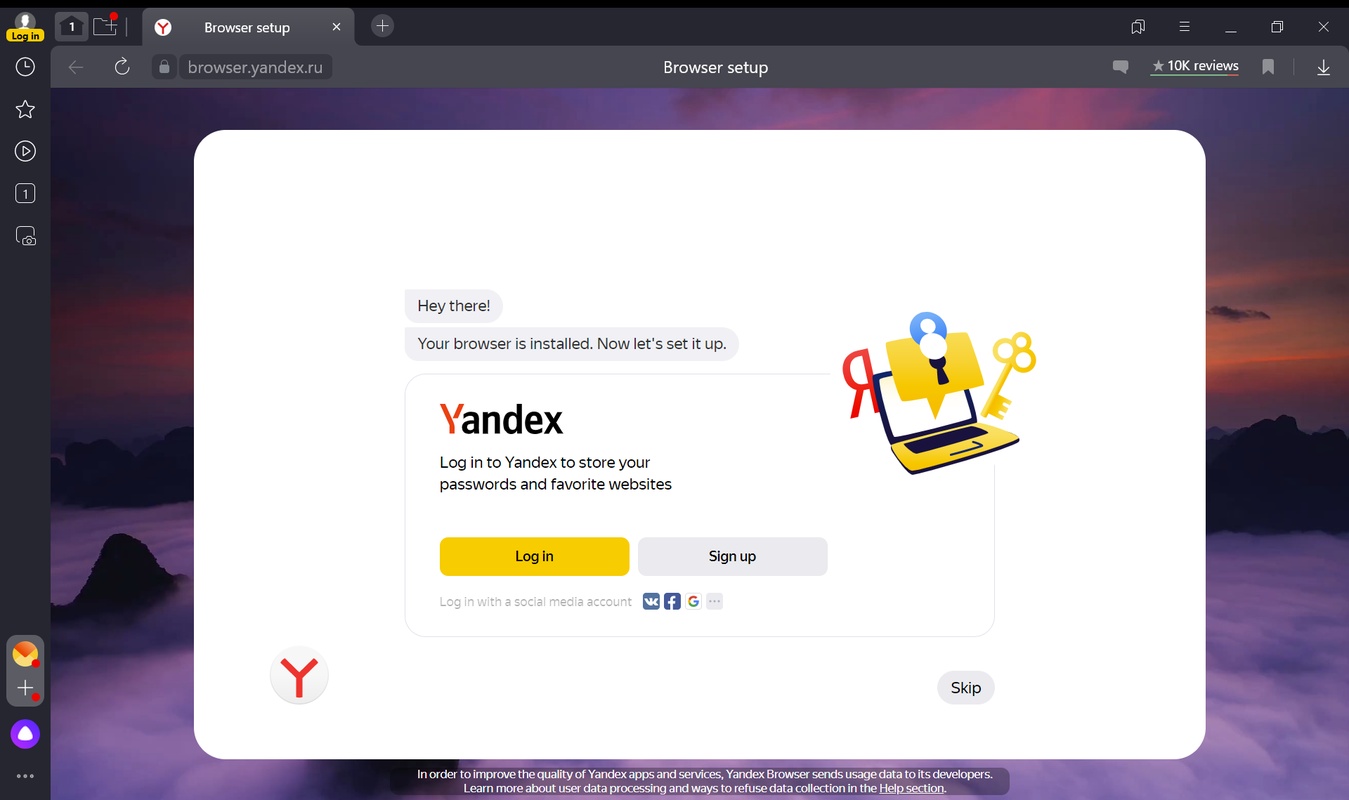 Log in
1
Browser setup
browser.yandex.ru
Browser setup
10K reviews
1
Hey there!
Your browser is installed. Now let's set it up.
Я
Yandex
Log in to Yandex to store your
passwords and favorite websites
Log in
Sign up
Log in with a social media account
Skip
In order to improve the quality of Yandex apps and services, Yandex Browser sends usage data to its developers.
Learn more about user data processing and ways to refuse data collection in the Help section.